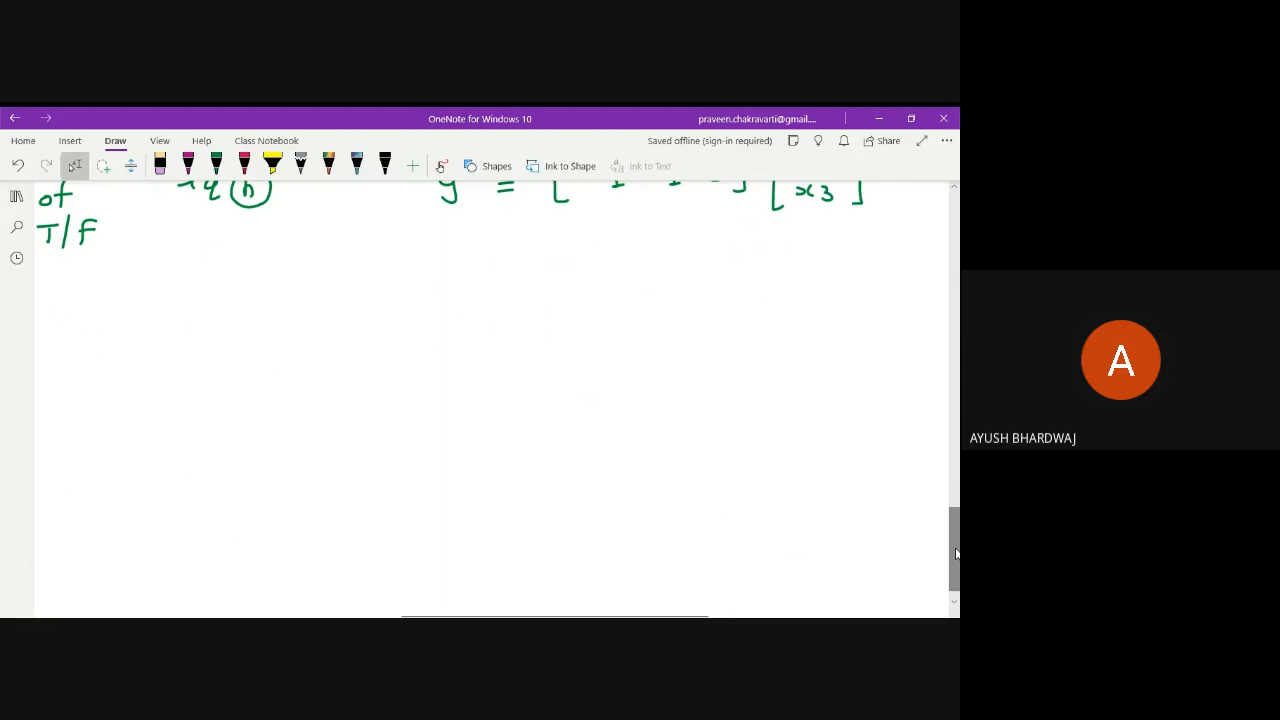 OneNote for Windows 10
praveen.chakravarti@gmail....
Home Insert Draw View Help Class Notebook
Saved offline (sign-in required)
Share
Shapes Ink to Shape Ink to Text
of
y = [ ] [ x3 ]
T/F
A
AYUSH BHARDWAJ